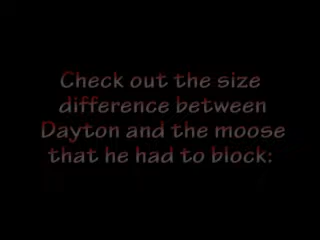 Check out the size
difference between
Dayton and the moose
that he had to block: